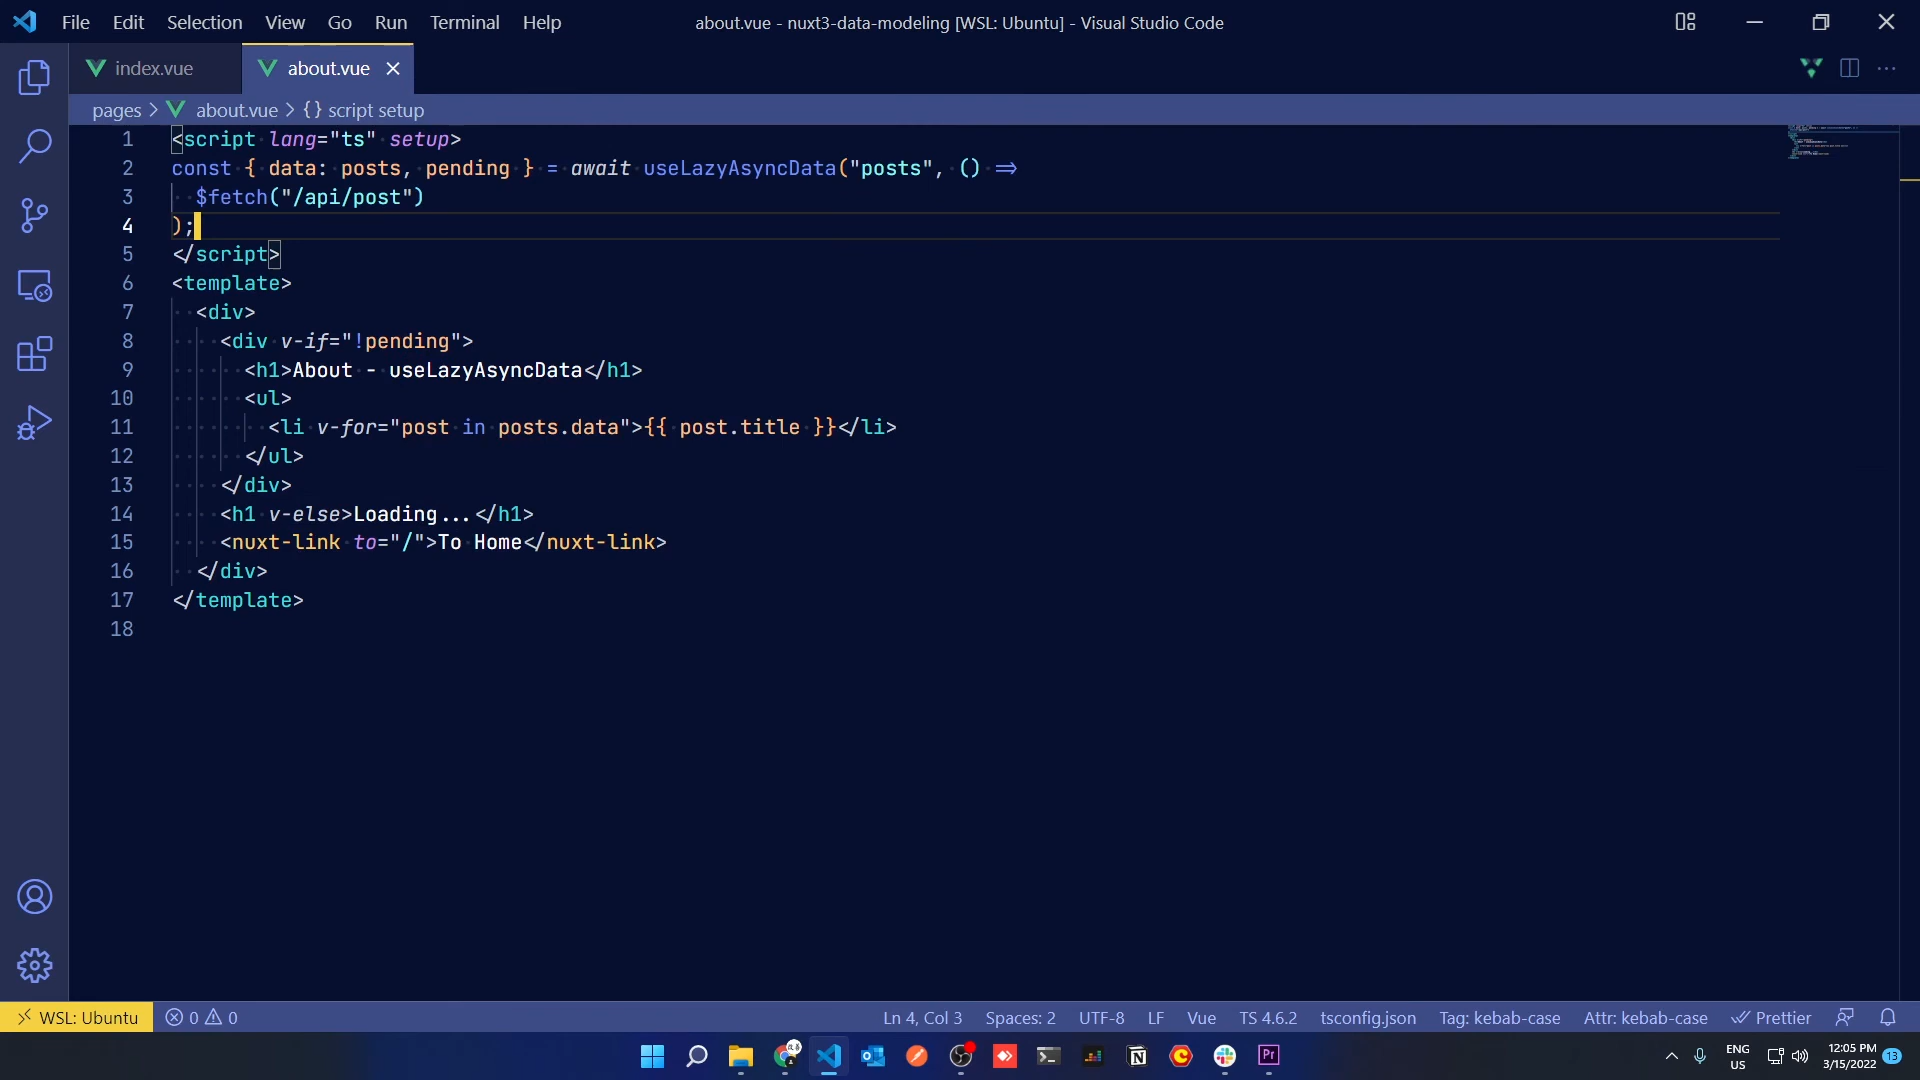 File Edit Selection View Go Run Terminal Help
about.vue - nuxt3-data-modeling [WSL: Ubuntu] - Visual Studio Code
index.vue
about.vue
pages > about.vue > {} script setup
1 <script lang="ts" setup>
2 const { data: posts, pending } = await useLazyAsyncData("posts", () =>
3 $fetch("/api/post")
4 );
5 </script>
6 <template>
7 <div>
8 <div v-if="!pending">
9 <h1>About - useLazyAsyncData</h1>
10 <ul>
11 <li v-for="post in posts.data">{{ post.title }}</li>
12 </ul>
13 </div>
14 <h1 v-else>Loading...</h1>
15 <nuxt-link to="/">To Home</nuxt-link>
16 </div>
17 </template>
18
WSL: Ubuntu 0 0 Ln 4, Col 3 Spaces: 2 UTF-8 LF Vue TS 4.6.2 tsconfig.json Tag: kebab-case Attr: kebab-case Prettier
Pr
ENG
US
12:05 PM
3/15/2022
13